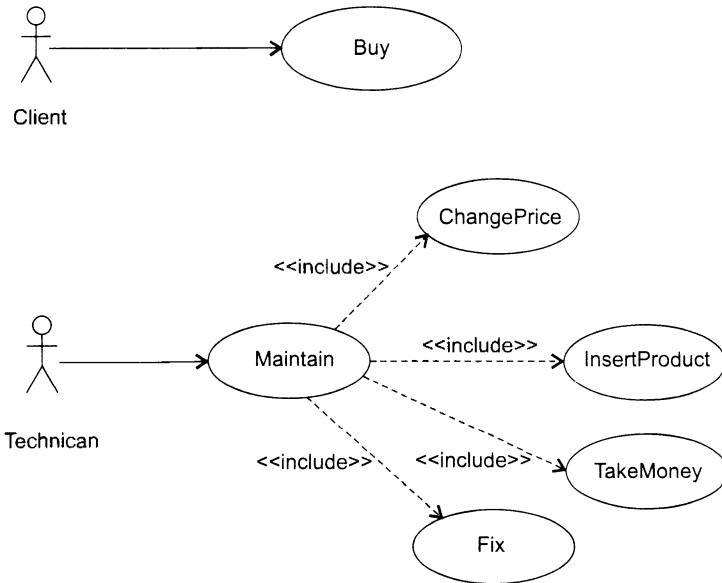 Buy
Client
ChangePrice
<<include>>
Maintain
<<include>>
InsertProduct
Technican
<<include>>
<<include>>
TakeMoney
Fix